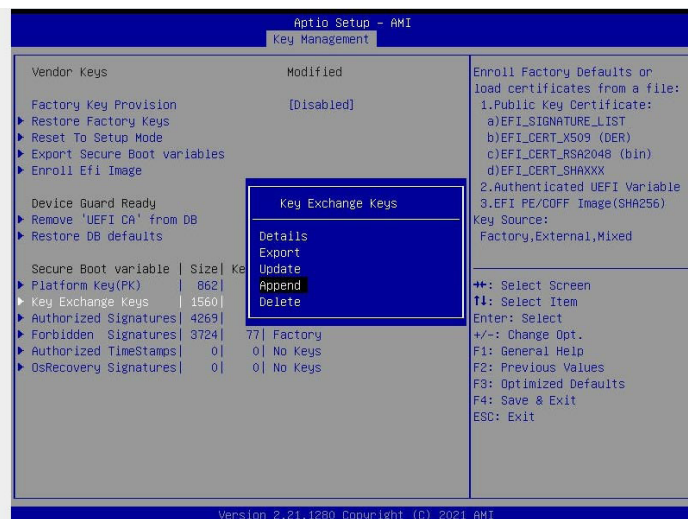 Aptio Setup - AMI
Key Management
Vendor Keys Modified
Factory Key Provision [Disabled]
Restore Factory Keys
Reset To Setup Mode
Export Secure Boot variables
Enroll Efi Image
Device Guard Ready
Remove 'UEFI CA' from DB
Restore DB defaults
Secure Boot variable | Size| Ke
Platform Key(PK) | 862|
Key Exchange Keys | 1560|
Authorized Signatures| 4269|
Forbidden Signatures| 3724| 77| Factory
Authorized TimeStamps| 0| 0| No Keys
OsRecovery Signatures| 0| 0| No Keys
Key Exchange Keys
Details
Export
Update
Append
Delete
Enroll Factory Defaults or
load certificates from a file:
1.Public Key Certificate:
a)EFI_SIGNATURE_LIST
b)EFI_CERT_X509 (DER)
c)EFI_CERT_RSA2048 (bin)
d)EFI_CERT_SHAXXX
2.Authenticated UEFI Variable
3.EFI PE/COFF Image(SHA256)
Key Source:
Factory,External,Mixed
→←: Select Screen
↑↓: Select Item
Enter: Select
+/-: Change Opt.
F1: General Help
F2: Previous Values
F3: Optimized Defaults
F4: Save & Exit
ESC: Exit
Version 2.21.1280 Copyright (C) 2021 AMI